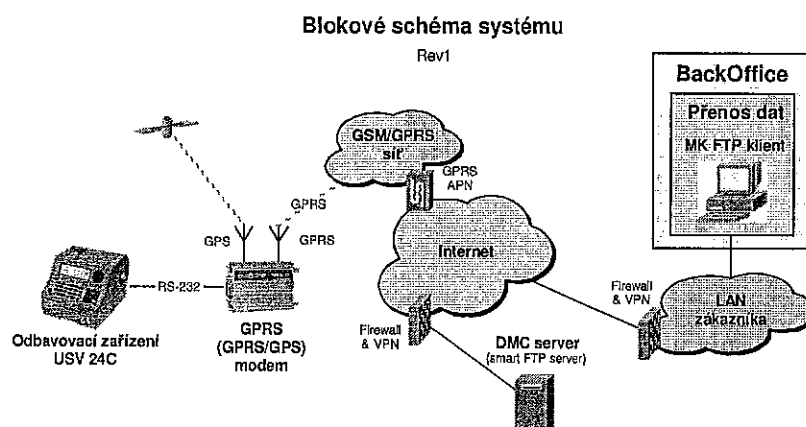 Blokové schéma systému
Rev1
BackOffice
Přenos dat
MK FTP klient
GSM/GPRS
síť
GPRS
APN
GPRS
GPS
GPRS
Internet
RS-232
Odbavovací zařízení
USV 24C
GPRS
(GPRS/GPS)
modem
Firewall
& VPN
DMC server
(smart FTP server)
Firewall
& VPN
LAN
zákazníka